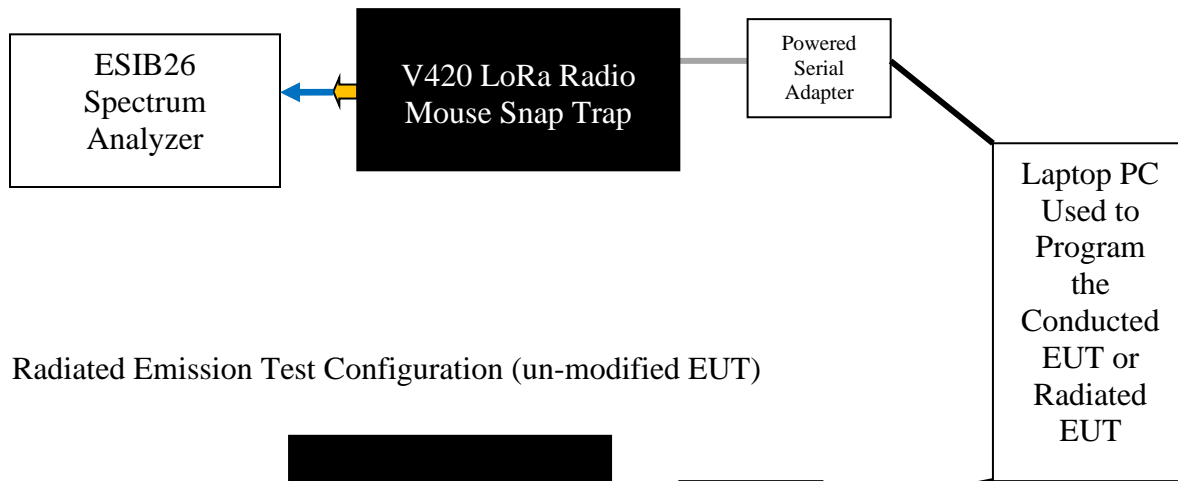 ESIB26
Spectrum
Analyzer
V420 LoRa Radio
Mouse Snap Trap
Powered
Serial
Adapter
Laptop PC
Used to
Program
the
Conducted
EUT or
Radiated
EUT
Radiated Emission Test Configuration (un-modified EUT)